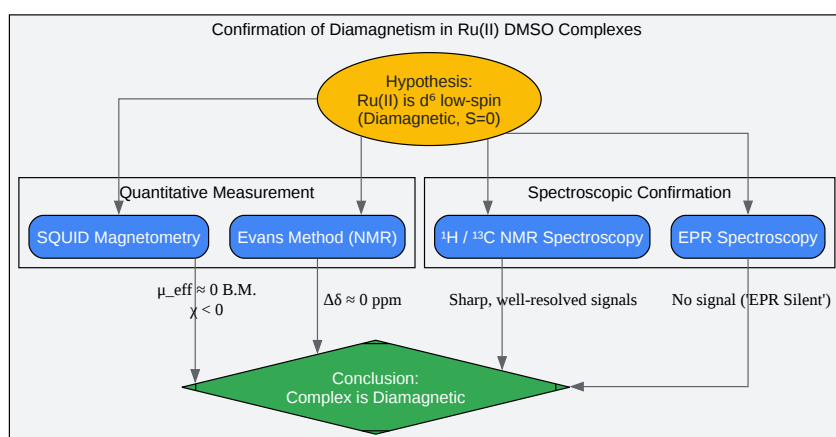 Confirmation of Diamagnetism in Ru(II) DMSO Complexes
Hypothesis:
Ru(II) is d⁶ low-spin
(Diamagnetic, S=0)
Quantitative Measurement
Spectroscopic Confirmation
SQUID Magnetometry
Evans Method (NMR)
¹H / ¹³C NMR Spectroscopy
EPR Spectroscopy
μ_eff ≈ 0 B.M.
χ < 0
Δδ ≈ 0 ppm
Sharp, well-resolved signals
No signal ('EPR Silent')
Conclusion:
Complex is Diamagnetic